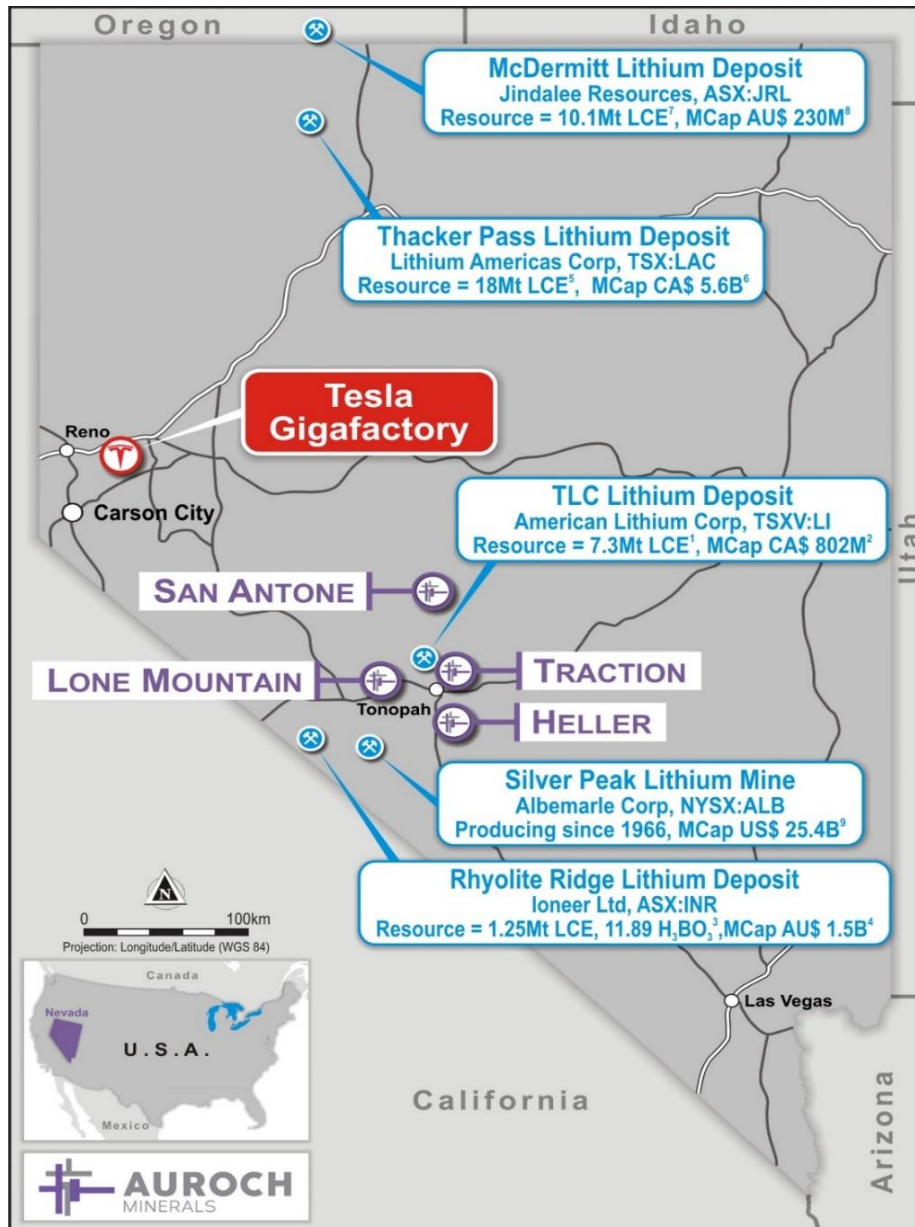 Oregon
Idaho
McDermitt Lithium Deposit
Jindalee Resources, ASX:JRL
Resource = 10.1Mt LCE⁷, MCap AU$ 230M⁸
Thacker Pass Lithium Deposit
Lithium Americas Corp, TSX:LAC
Resource = 18Mt LCE⁵, MCap CA$ 5.6B⁶
Tesla
Gigafactory
Reno
Carson City
TLC Lithium Deposit
American Lithium Corp, TSXV:LI
Resource = 7.3Mt LCE¹, MCap CA$ 802M²
Utah
SAN ANTONE
LONE MOUNTAIN
TRACTION
Tonopah
HELLER
Silver Peak Lithium Mine
Albemarle Corp, NYSX:ALB
Producing since 1966, MCap US$ 25.4B⁹
Rhyolite Ridge Lithium Deposit
Ioneer Ltd, ASX:INR
Resource = 1.25Mt LCE, 11.89 H₃BO₃³,MCap AU$ 1.5B⁴
N
0 100km
Projection: Longitude/Latitude (WGS 84)
Canada
Nevada
U.S.A.
Mexico
Las Vegas
California
Arizona
AUROCH
MINERALS